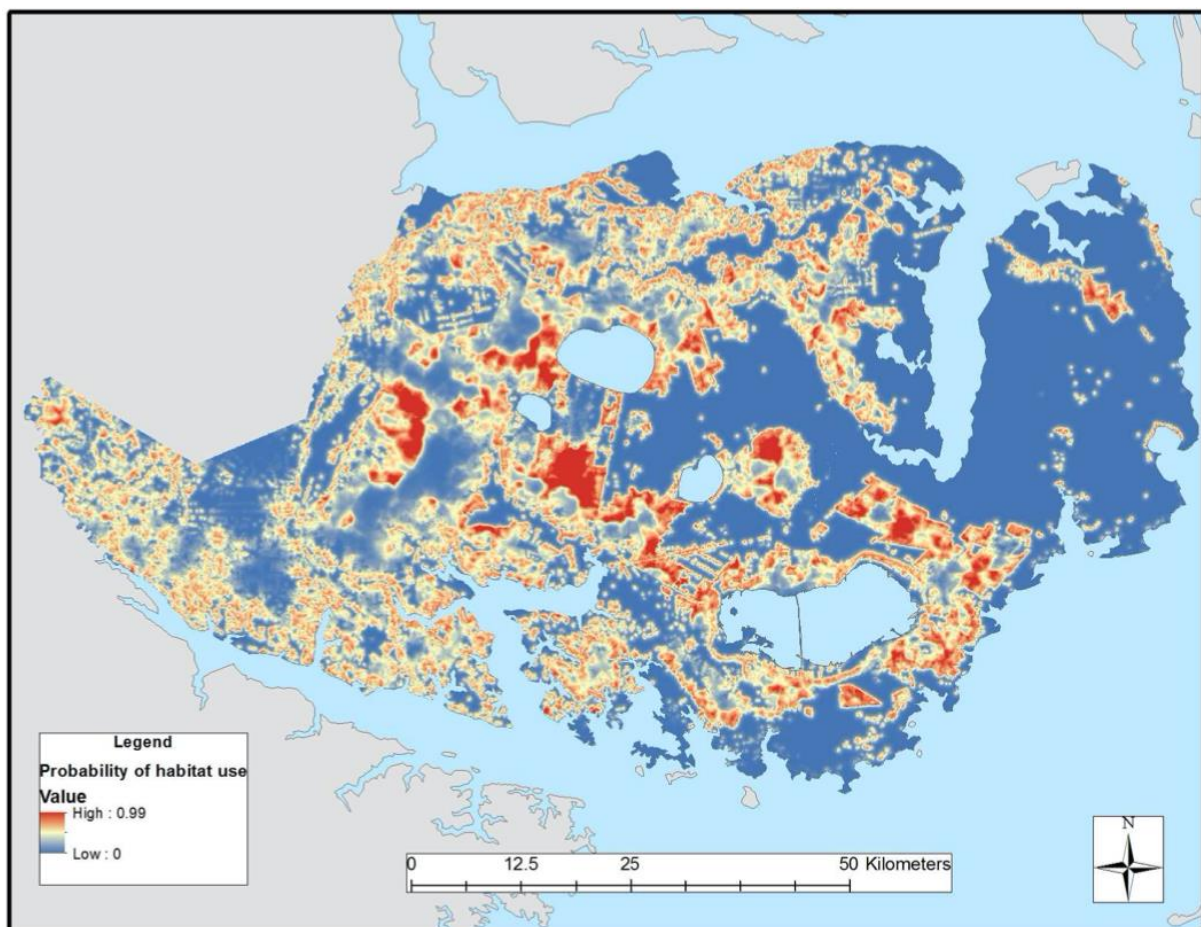 Legend
Probability of habitat use
Value
High : 0.99
Low : 0
0 12.5 25 50 Kilometers
N